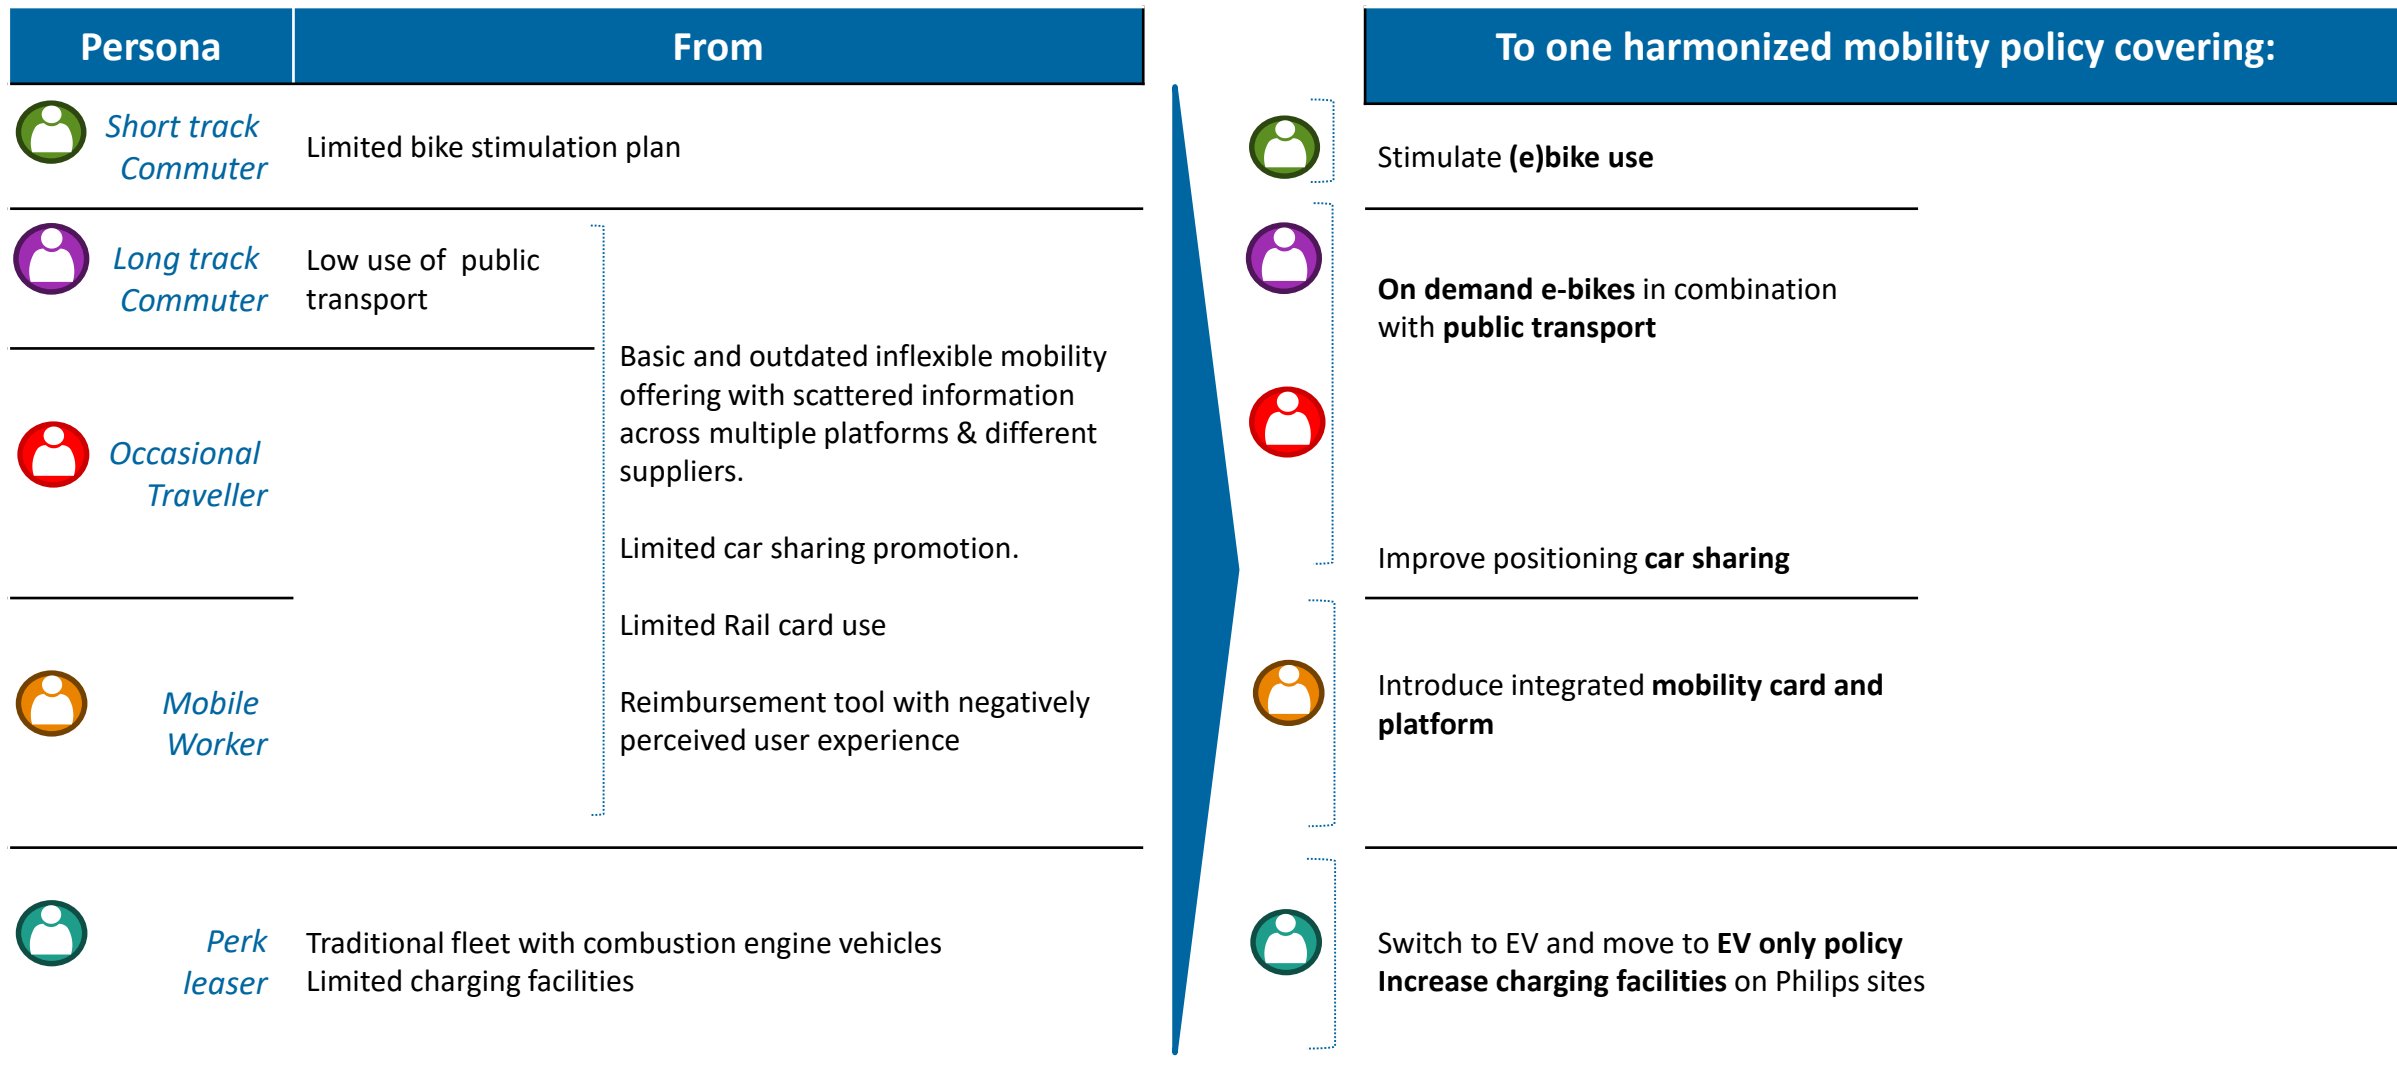 Persona
From
To one harmonized mobility policy covering:
Short track
Commuter
Limited bike stimulation plan
Stimulate (e)bike use
Long track
Commuter
Low use of  public
transport
On demand e-bikes in combination
with public transport
Occasional
Traveller
Basic and outdated inflexible mobility
offering with scattered information
across multiple platforms & different
suppliers.
Limited car sharing promotion.
Limited Rail card use
Reimbursement tool with negatively
perceived user experience
Improve positioning car sharing
Mobile
Worker
Introduce integrated mobility card and
platform
Perk
leaser
Traditional fleet with combustion engine vehicles
Limited charging facilities
Switch to EV and move to EV only policy
Increase charging facilities on Philips sites